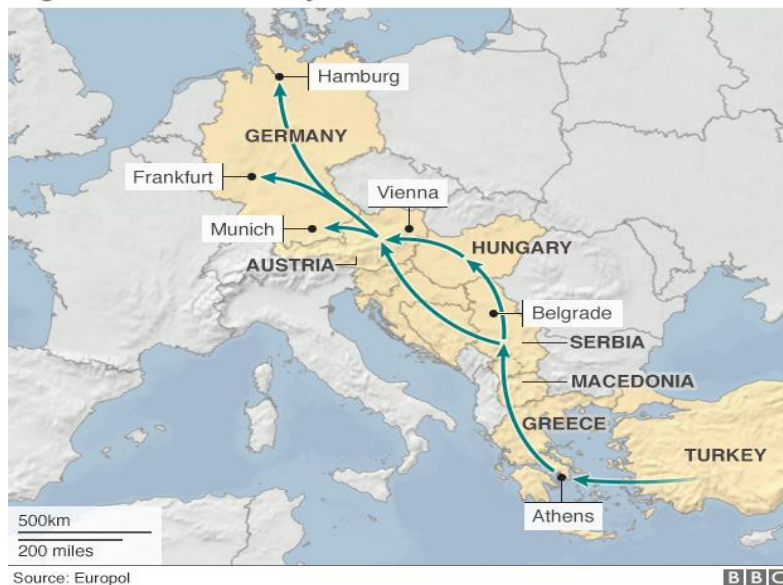 Hamburg
GERMANY
Frankfurt
Vienna
Munich
HUNGARY
AUSTRIA
Belgrade
SERBIA
MACEDONIA
GREECE
TURKEY
Athens
500km
200 miles
Source: Europol
BBC